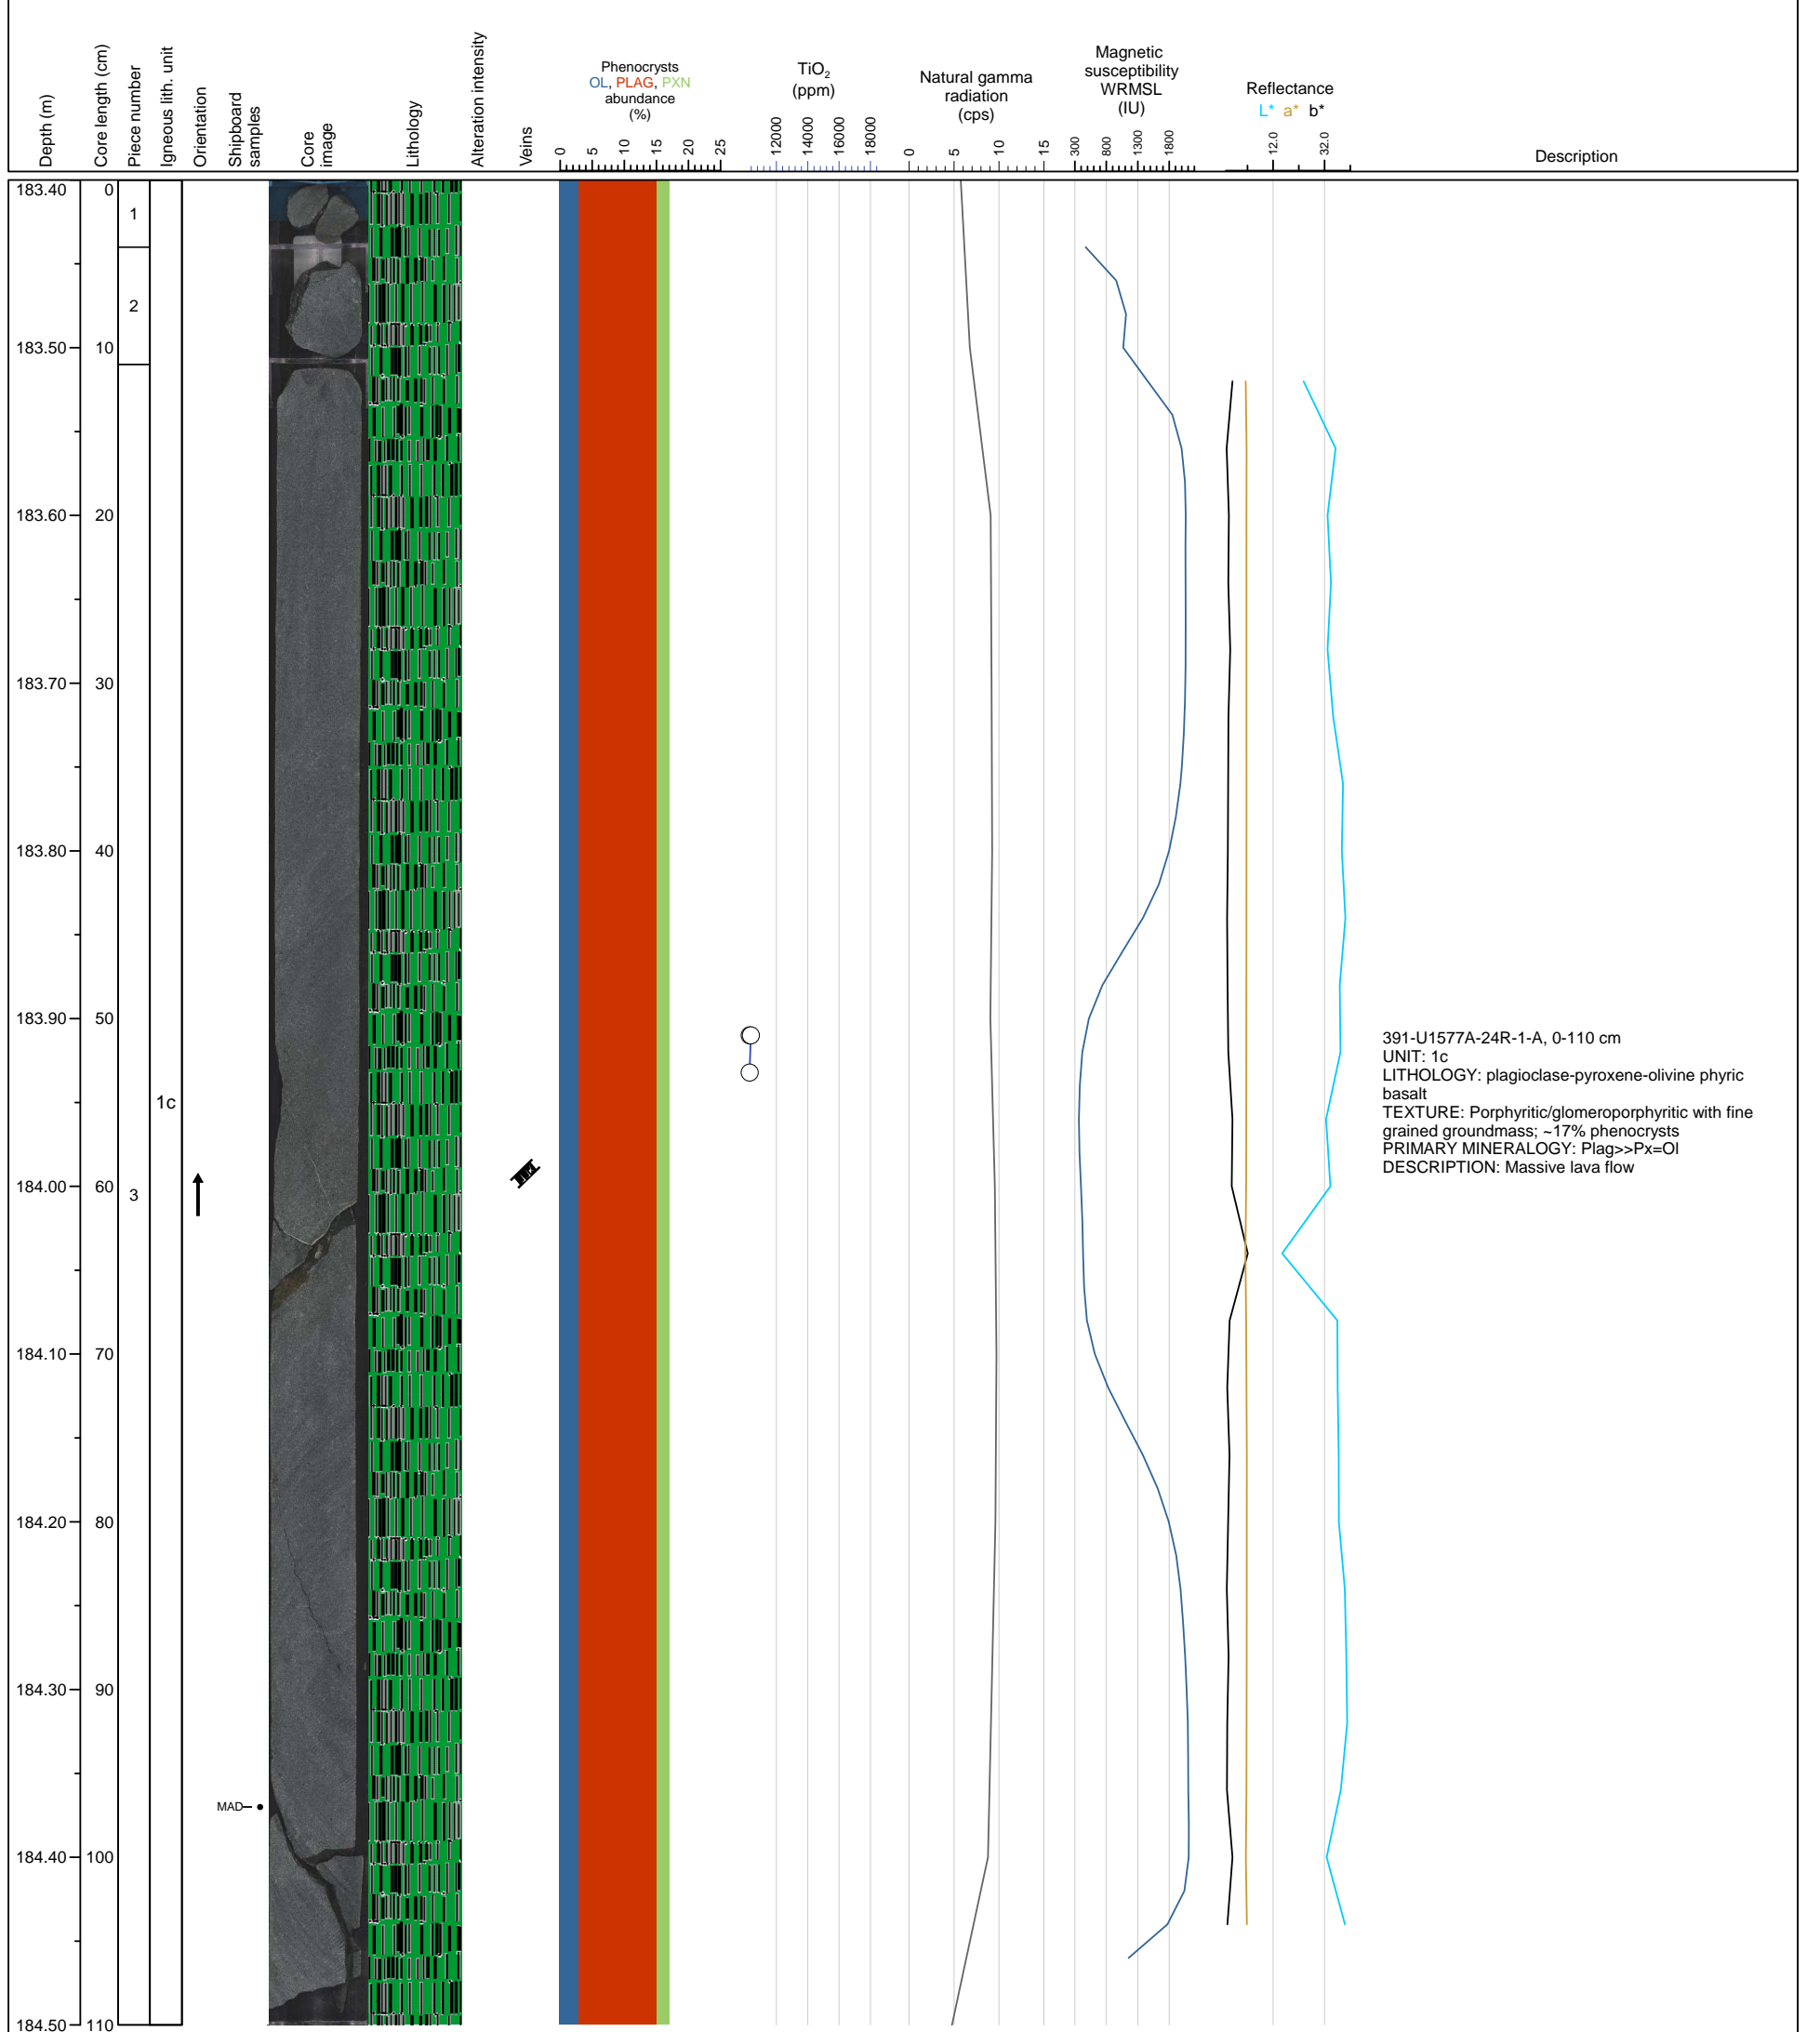 Depth (m)
Core length (cm)
Piece number
Igneous lith. unit
Orientation
Shipboard
samples
Core
image
Lithology
Alteration intensity
Veins
Phenocrysts
OL, PLAG, PXN
abundance
(%)
0 5 10 15 20 25
TiO2
(ppm)
12000 14000 16000 18000
Natural gamma
radiation
(cps)
0 5 10 15
Magnetic
susceptibility
WRMSL
(IU)
300 800 1300 1800
Reflectance
L* a* b*
12.0 32.0
Description
183.40 0
1
2
183.50 10
183.60 20
183.70 30
183.80 40
183.90 50
1c
184.00 60
3
184.10 70
184.20 80
184.30 90
MAD
184.40 100
184.50 110
391-U1577A-24R-1-A, 0-110 cm
UNIT: 1c
LITHOLOGY: plagioclase-pyroxene-olivine phyric
basalt
TEXTURE: Porphyritic/glomeroporphyritic with fine
grained groundmass; ~17% phenocrysts
PRIMARY MINERALOGY: Plag>>Px=Ol
DESCRIPTION: Massive lava flow